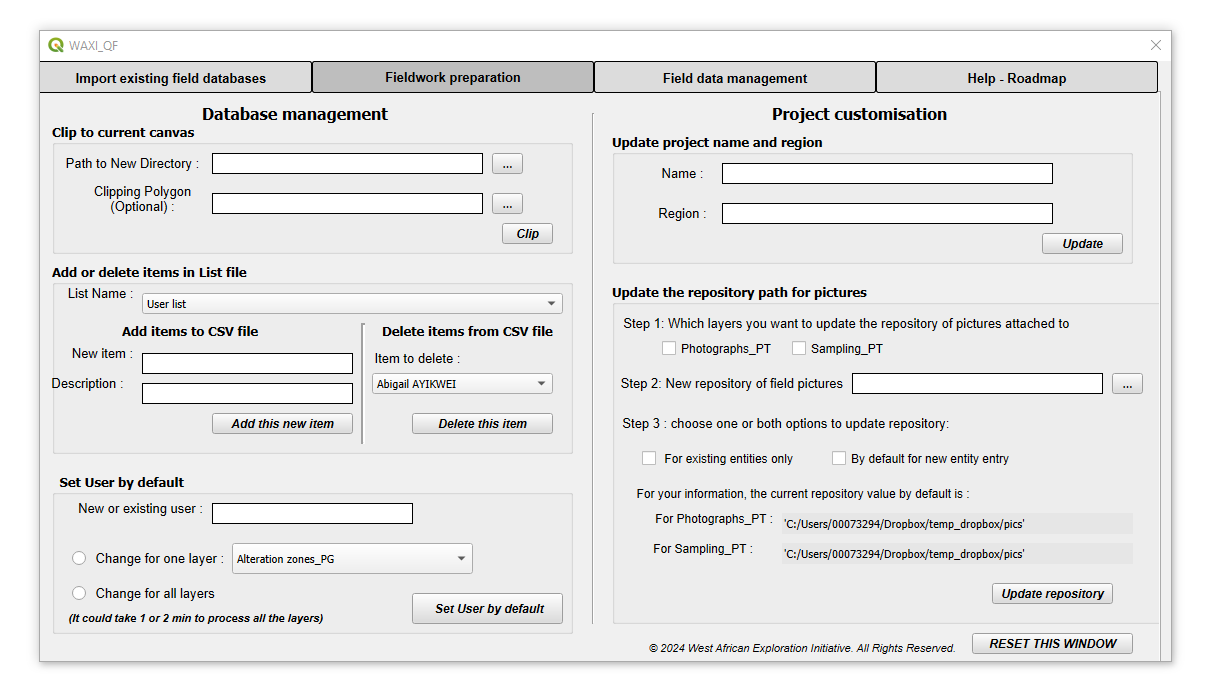 WAXI_QF
Import existing field databases
Fieldwork preparation
Field data management
Help - Roadmap
Database management
Clip to current canvas
Path to New Directory :
...
Clipping Polygon
(Optional) :
...
Clip
Add or delete items in List file
List Name :
User list
Add items to CSV file
New item :
Description :
Add this new item
Delete items from CSV file
Item to delete :
Abigail AYIKWEI
Delete this item
Set User by default
New or existing user :
Change for one layer :
Alteration zones_PG
Change for all layers
(It could take 1 or 2 min to process all the layers)
Set User by default
Project customisation
Update project name and region
Name :
Region :
Update
Update the repository path for pictures
Step 1: Which layers you want to update the repository of pictures attached to
Photographs_PT
Sampling_PT
Step 2: New repository of field pictures
...
Step 3 : choose one or both options to update repository:
For existing entities only
By default for new entity entry
For your information, the current repository value by default is :
For Photographs_PT :
'C:/Users/00073294/Dropbox/temp_dropbox/pics'
For Sampling_PT :
'C:/Users/00073294/Dropbox/temp_dropbox/pics'
Update repository
© 2024 West African Exploration Initiative. All Rights Reserved.
RESET THIS WINDOW